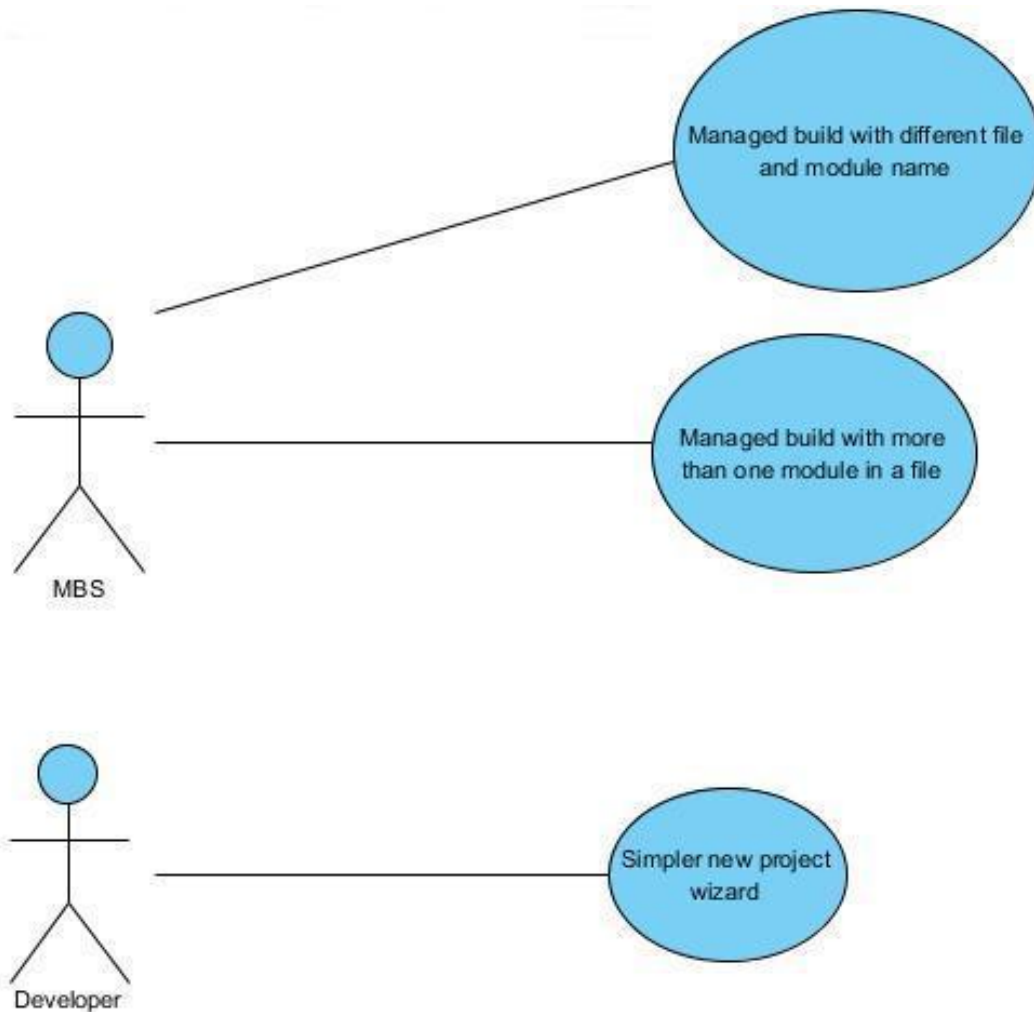 Managed build with different file
and module name
Managed build with more
than one module in a file
MBS
Simpler new project
wizard
Developer